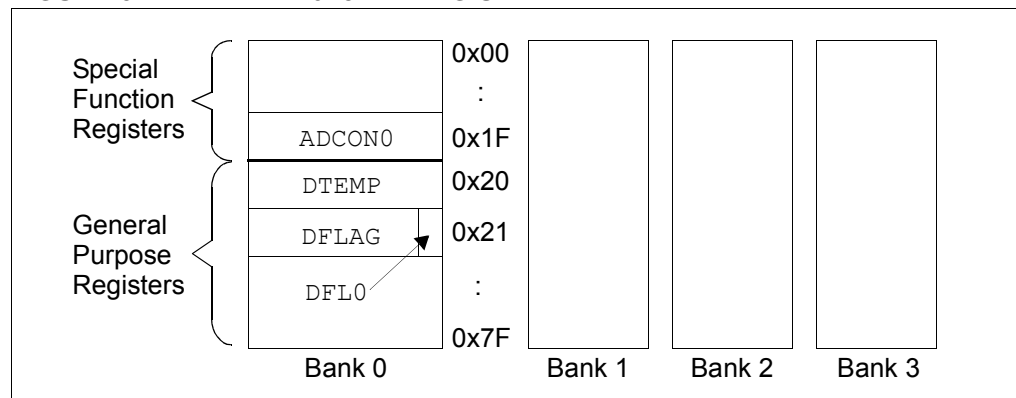 Special
Function
Registers
0x00
:
ADCON0
0x1F
DTEMP
0x20
General
Purpose
Registers
DFLAG
0x21
DFL0
:
0x7F
Bank 0
Bank 1
Bank 2
Bank 3